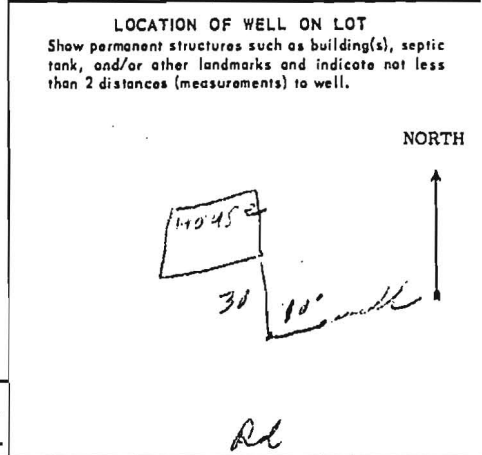 LOCATION OF WELL ON LOT
Show permanent structures such as building(s), septic
tank, and/or other landmarks and indicate not less
than 2 distances (measurements) to well.
NORTH
House
30' 10' well
Rd